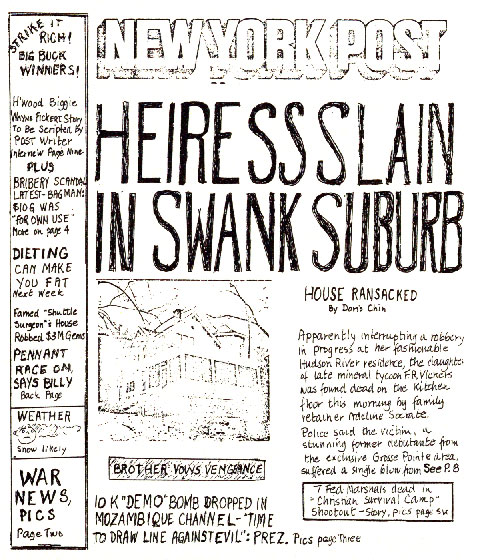 STRIKE IT
RICH!
BIG BUCK
WINNERS!
H'wood Biggie
Story
To Be Scripted By
POST Writer
Interview Page Nine
PLUS
BRIBERY SCANDAL
LATEST-BAGMAN:
$10G WAS
"FOR OWN USE"
More on page 4
DIETING
CAN MAKE
YOU FAT
Next Week
Famed "Shuttle
Surgeon's" House
Robbed $3M Gems
PENNANT
RACE ON,
SAYS BILLY
Back Page
WEATHER
Snow likely
WAR
NEWS,
PICS
Page Two
NEW YORK POST
HEIRESS SLAIN
IN SWANK SUBURB
HOUSE RANSACKED
By Doris Chin
Apparently interrupting a robbery
in progress at her fashionable
Hudson River residence, the daughter
of late mineral tycoon F.R.
was found dead on the kitchen
floor this morning by family
retainer Adeline
Police said the victim, a
stunning former debutante from
the exclusive Grosse Pointe area,
suffered a single blow from See P. 8
BROTHER VOWS VENGEANCE
7 Fed Marshals dead in
"Christian Survival Camp"
Shootout-Story, pics page six
10 K "DEMO" BOMB DROPPED IN
MOZAMBIQUE CHANNEL-"TIME
TO DRAW LINE AGAINST EVIL": PREZ. Pics page Three